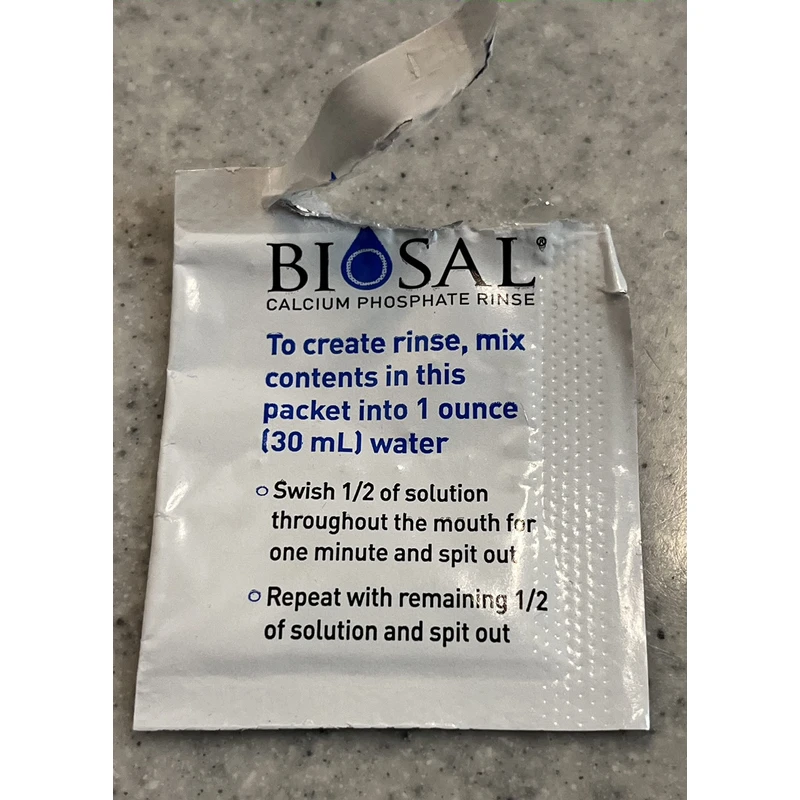 BIOSAL®
CALCIUM PHOSPHATE RINSE
To create rinse, mix
contents in this
packet into 1 ounce
(30 mL) water
Swish 1/2 of solution
throughout the mouth for
one minute and spit out
Repeat with remaining 1/2
of solution and spit out